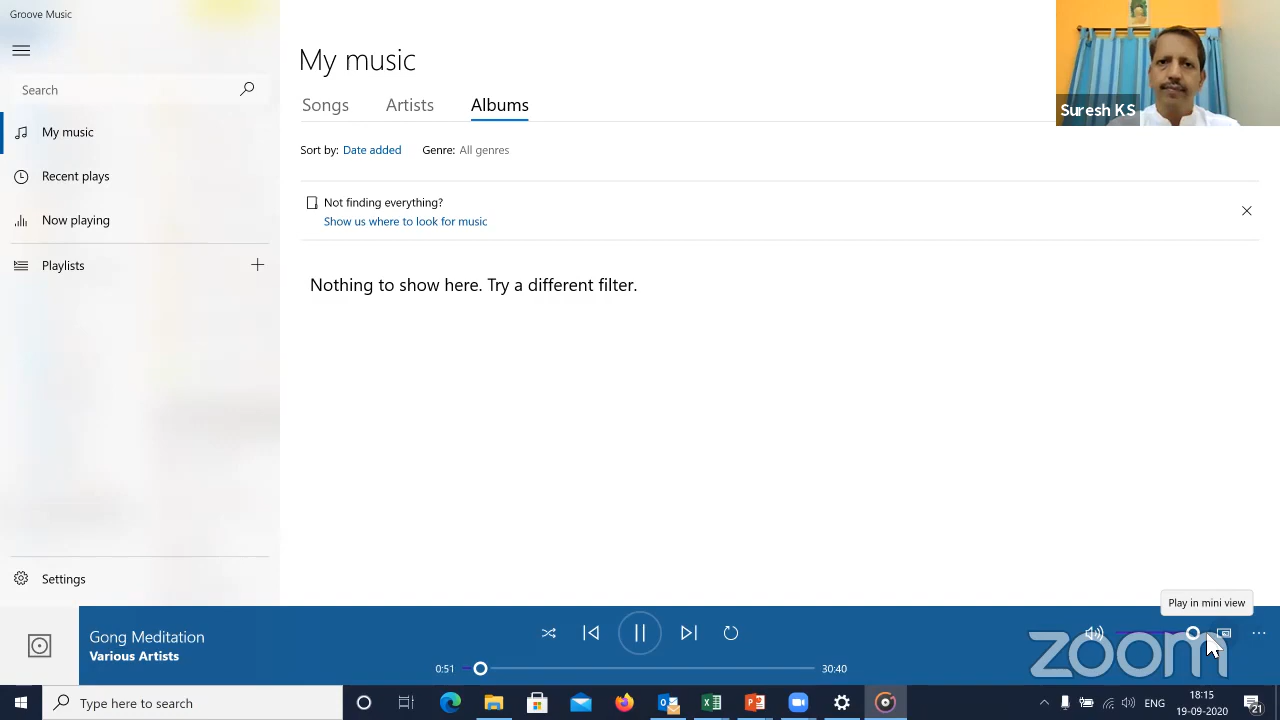 Groove Music
Search
My music
Recent plays
Now playing
Playlists
Settings
My music
Songs Artists Albums
Sort by: Date added Genre: All genres
Not finding everything?
Show us where to look for music
Nothing to show here. Try a different filter.
Suresh KS
Play in mini view
Gong Meditation
Various Artists
0:51 30:40
zoom
Type here to search
ENG
18:15
19-09-2020
21